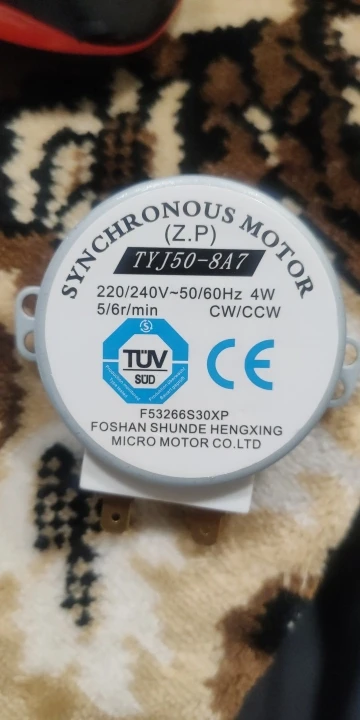 SYNCHRONOUS MOTOR
(Z.P)
TYJ50-8A7
220/240V~50/60Hz 4W
5/6r/min CW/CCW
TÜV
SÜD
CE
F53266S30XP
FOSHAN SHUNDE HENGXING
MICRO MOTOR CO.LTD